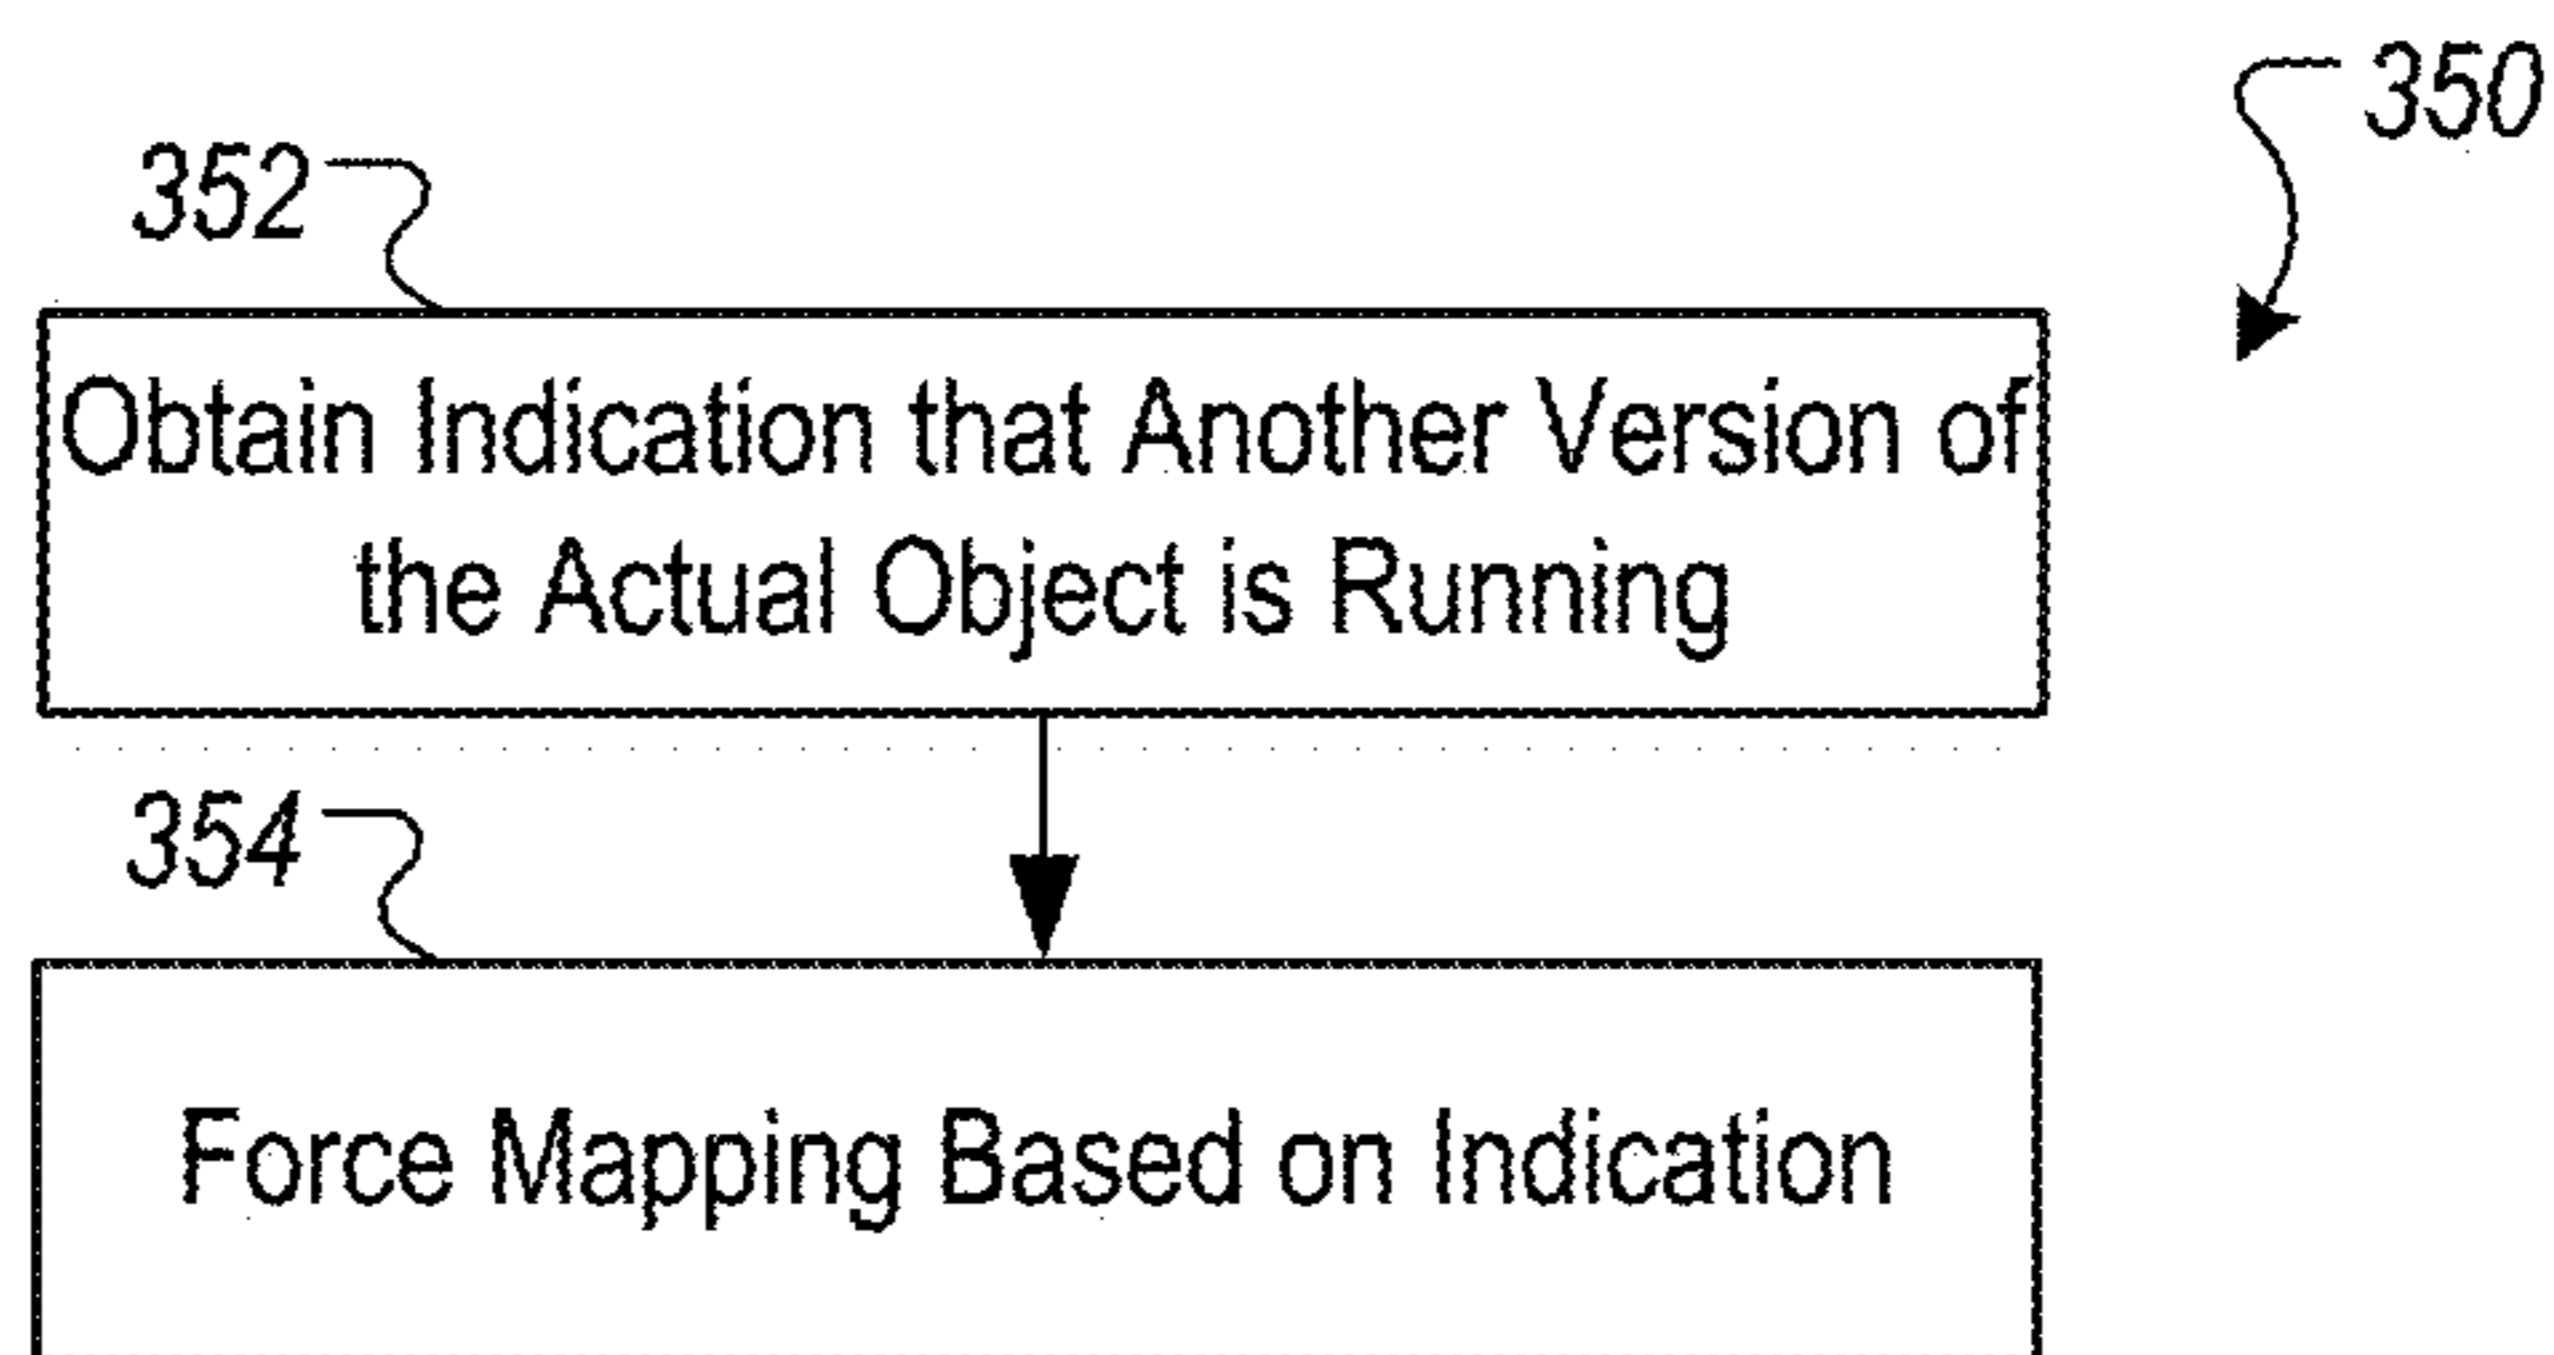 350
352
Obtain Indication that Another Version of
the Actual Object is Running
354
Force Mapping Based on Indication